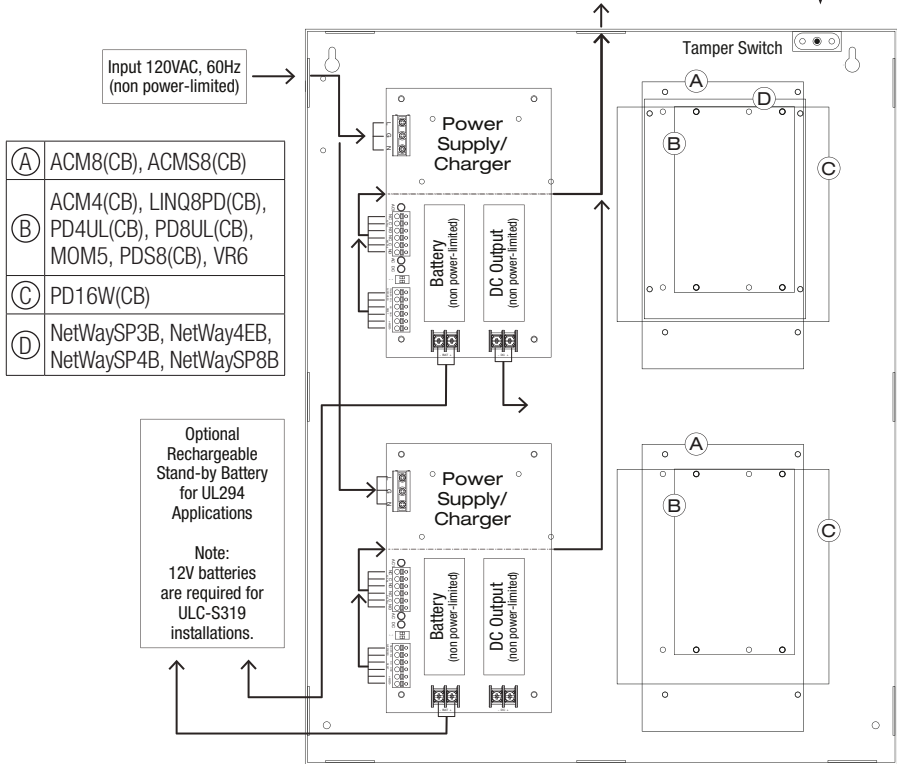 Tamper Switch
Input 120VAC, 60Hz
(non power-limited)
A
D
B
C
Power
Supply/
Charger
L
G
N
A ACM8(CB), ACMS8(CB)
B ACM4(CB), LINQ8PD(CB),
PD4UL(CB), PD8UL(CB),
MOM5, PDS8(CB), VR6
C PD16W(CB)
D NetWaySP3B, NetWay4EB,
NetWaySP4B, NetWaySP8B
Battery
(non power-limited)
DC Output
(non power-limited)
Optional
Rechargeable
Stand-by Battery
for UL294
Applications
Note:
12V batteries
are required for
ULC-S319
installations.
Power
Supply/
Charger
L
G
N
Battery
(non power-limited)
DC Output
(non power-limited)
A
B
C